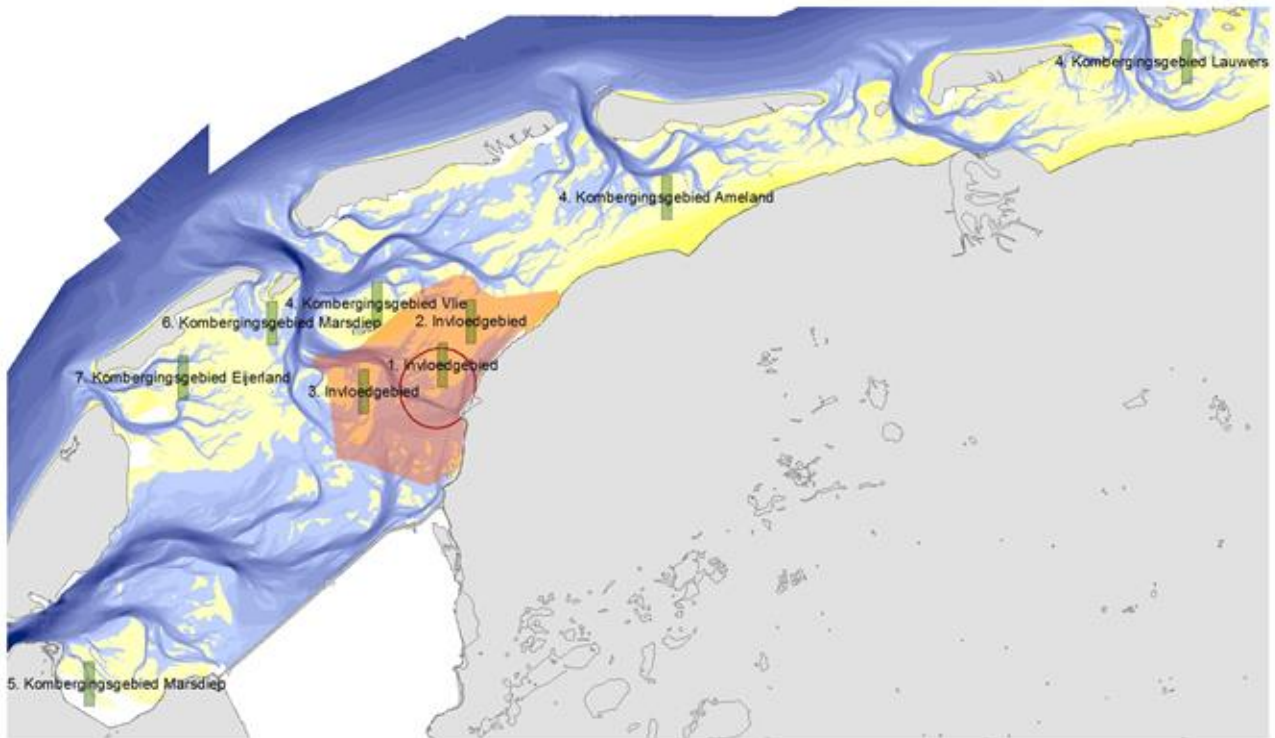 4. Kombergingsgebied Lauwers
4. Kombergingsgebied Ameland
4. Kombergingsgebied Vlie
6. Kombergingsgebied Marsdiep
2. Invloedgebied
1. Invloedgebied
7. Kombergingsgebied Eijerland
3. Invloedgebied
5. Kombergingsgebied Marsdiep